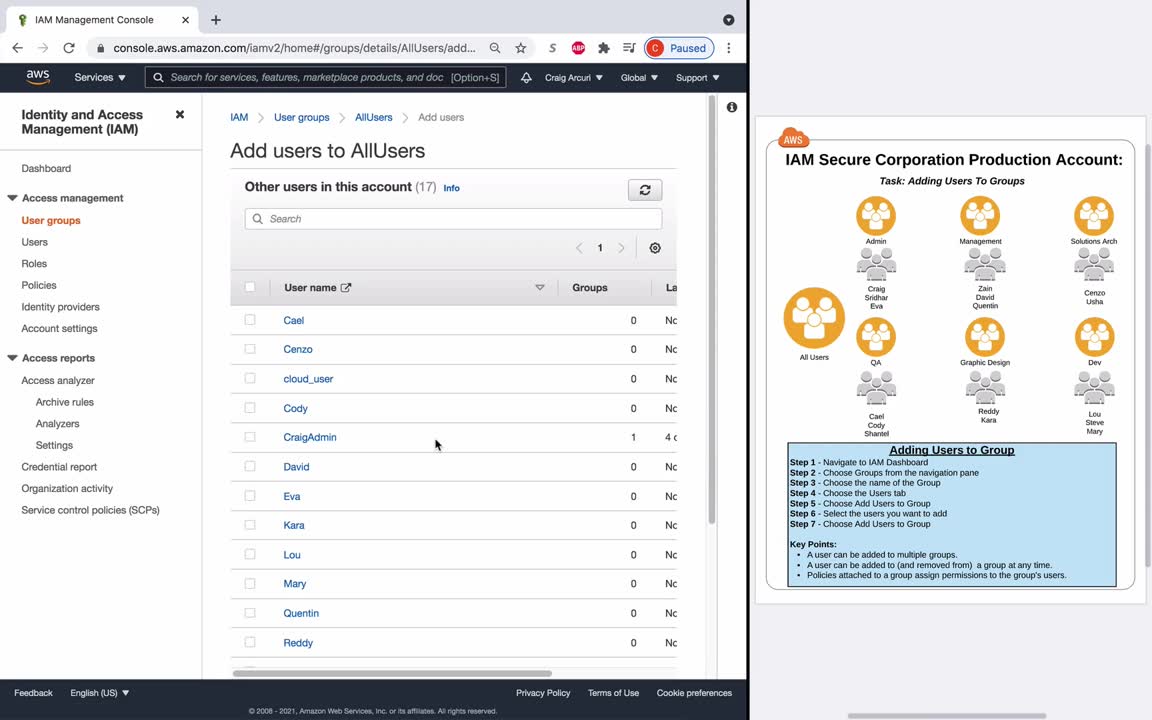 IAM Management Console
console.aws.amazon.com/iamv2/home#/groups/details/AllUsers/add...
S
ABP
C Paused
aws
Services
Search for services, features, marketplace products, and doc [Option+S]
Craig Arcuri
Global
Support
Identity and Access
Management (IAM)
Dashboard
Access management
User groups
Users
Roles
Policies
Identity providers
Account settings
Access reports
Access analyzer
Archive rules
Analyzers
Settings
Credential report
Organization activity
Service control policies (SCPs)
IAM > User groups > AllUsers > Add users
Add users to AllUsers
Other users in this account (17) Info
Search
1
User name Groups La
Cael 0 Nc
Cenzo 0 Nc
cloud_user 0 Nc
Cody 0 Nc
CraigAdmin 1 4 c
David 0 Nc
Eva 0 Nc
Kara 0 Nc
Lou 0 Nc
Mary 0 Nc
Quentin 0 Nc
Reddy 0 Nc
Feedback English (US) Privacy Policy Terms of Use Cookie preferences
© 2008 - 2021, Amazon Web Services, Inc. or its affiliates. All rights reserved.
AWS
IAM Secure Corporation Production Account:
Task: Adding Users To Groups
Admin
Craig
Sridhar
Eva
Management
Zain
David
Quentin
Solutions Arch
Cenzo
Usha
All Users
QA
Cael
Cody
Shantel
Graphic Design
Reddy
Kara
Dev
Lou
Steve
Mary
Adding Users to Group
Step 1 - Navigate to IAM Dashboard
Step 2 - Choose Groups from the navigation pane
Step 3 - Choose the name of the Group
Step 4 - Choose the Users tab
Step 5 - Choose Add Users to Group
Step 6 - Select the users you want to add
Step 7 - Choose Add Users to Group
Key Points:
• A user can be added to multiple groups.
• A user can be added to (and removed from) a group at any time.
• Policies attached to a group assign permissions to the group's users.